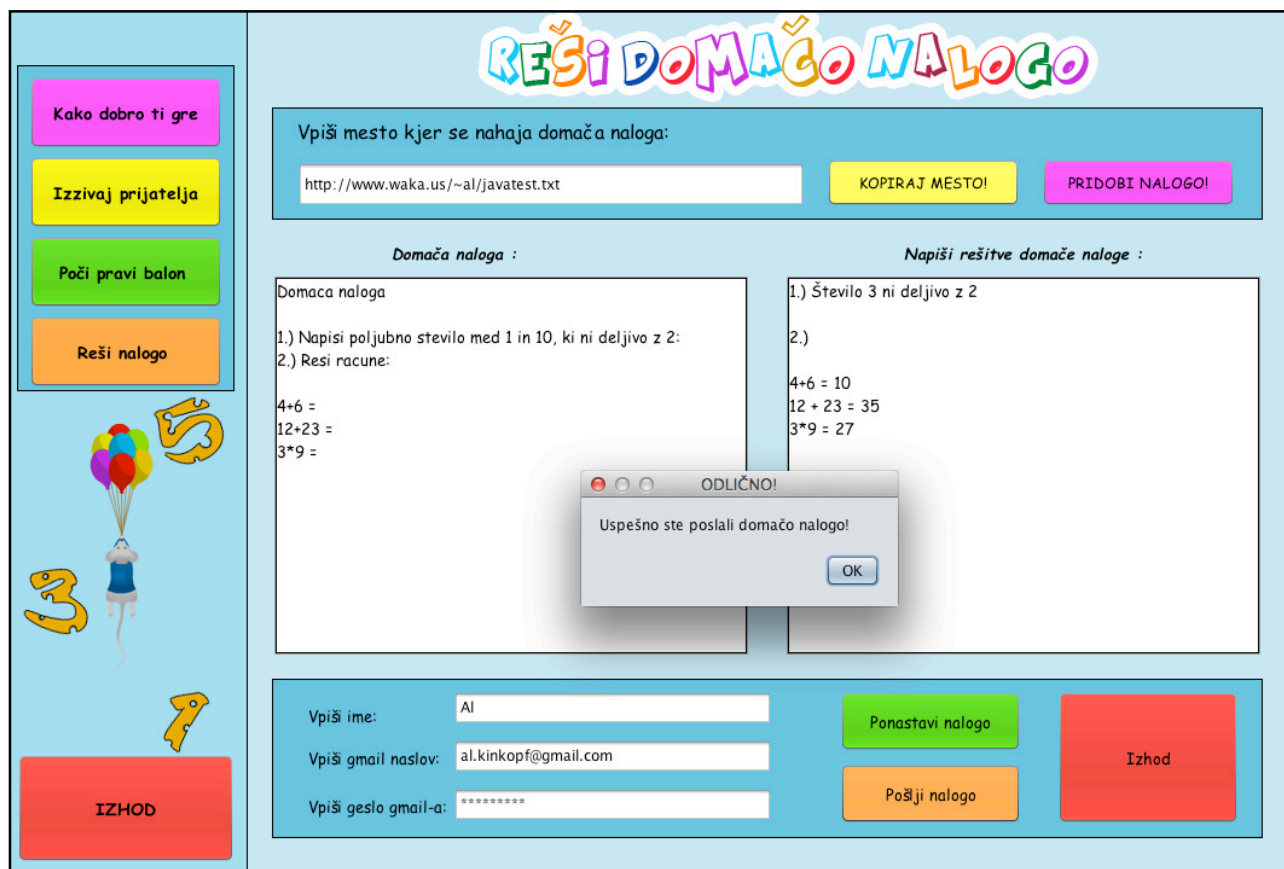 REŠI DOMAČO NALOGO
Kako dobro ti gre
Izzivaj prijatelja
Poči pravi balon
Reši nalogo
5
3
1
IZHOD
Vpiši mesto kjer se nahaja domača naloga:
http://www.waka.us/~al/javatest.txt
KOPIRAJ MESTO!
PRIDOBI NALOGO!
Domača naloga :
Domaca naloga
1.) Napisi poljubno stevilo med 1 in 10, ki ni deljivo z 2:
2.) Resi racune:
4+6 =
12+23 =
3*9 =
Napiši rešitve domače naloge :
1.) Število 3 ni deljivo z 2
2.)
4+6 = 10
12 + 23 = 35
3*9 = 27
ODLIČNO!
Uspešno ste poslali domačo nalogo!
OK
Vpiši ime:
Al
Vpiši gmail naslov:
al.kinkopf@gmail.com
Vpiši geslo gmail-a:
*********
Ponastavi nalogo
Pošlji nalogo
Izhod